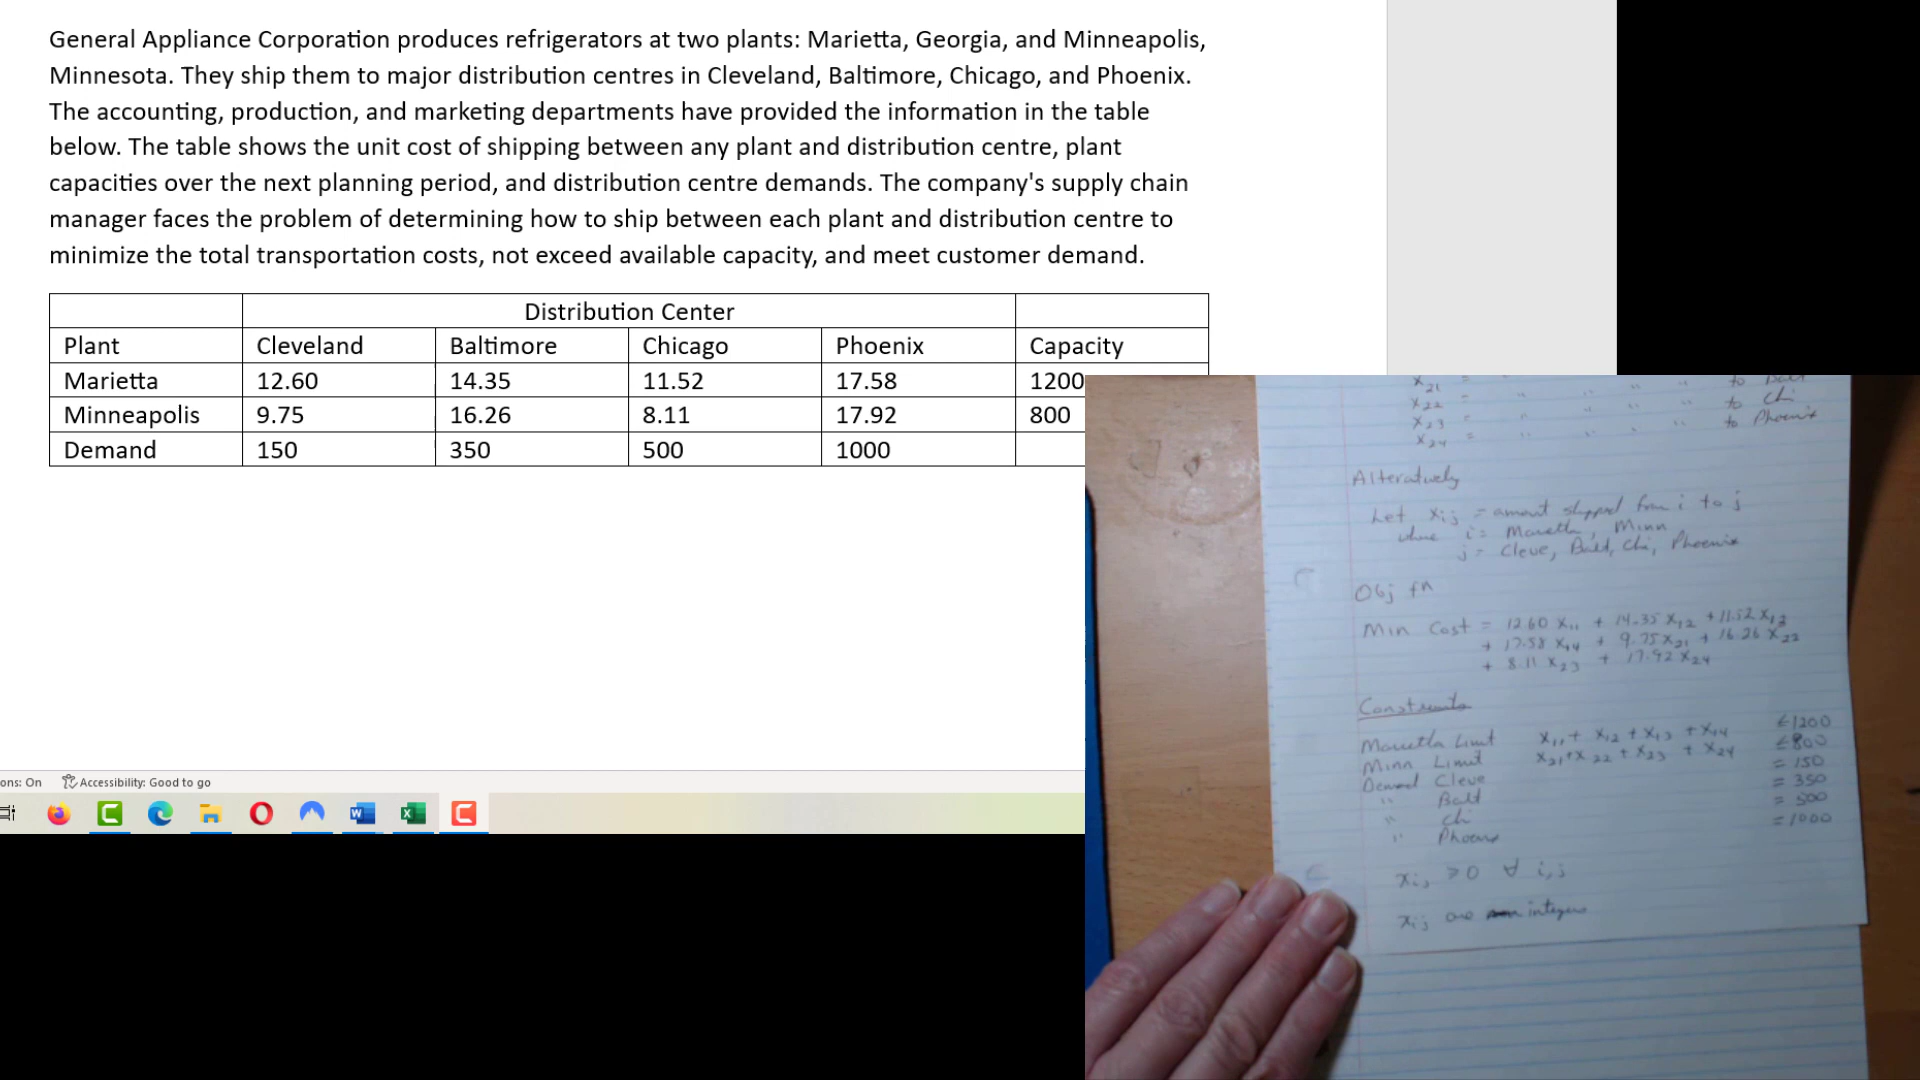 General Appliance Corporation produces refrigerators at two plants: Marietta, Georgia, and Minneapolis,
Minnesota. They ship them to major distribution centres in Cleveland, Baltimore, Chicago, and Phoenix.
The accounting, production, and marketing departments have provided the information in the table
below. The table shows the unit cost of shipping between any plant and distribution centre, plant
capacities over the next planning period, and distribution centre demands. The company's supply chain
manager faces the problem of determining how to ship between each plant and distribution centre to
minimize the total transportation costs, not exceed available capacity, and meet customer demand.
Distribution Center
Plant Cleveland Baltimore Chicago Phoenix Capacity
Marietta 12.60 14.35 11.52 17.58 1200
Minneapolis 9.75 16.26 8.11 17.92 800
Demand 150 350 500 1000
x21 = " " " " to Balt
x22 = " " " " to Chi
x23 = " " " " to Phoenix
x24 = " " " "
Alteratively
Let xij = amount shipped from i to j
where i = Marietta, Minn
j = Cleve, Balt, Chi, Phoenix
Obj fn
Min Cost = 12.60 x11 + 14.35 x12 + 11.52 x13
+ 17.58 x14 + 9.75 x21 + 16.26 x22
+ 8.11 x23 + 17.92 x24
Constraints
Marietta Limit x11 + x12 + x13 + x14 ≤1200
Minn Limit x21 + x22 + x23 + x24 ≤800
Demand Cleve = 150
" Balt = 350
" Chi = 500
" Phoenix = 1000
xij ≥ 0 ∀ i,j
xij are integers
ons: On Accessibility: Good to go